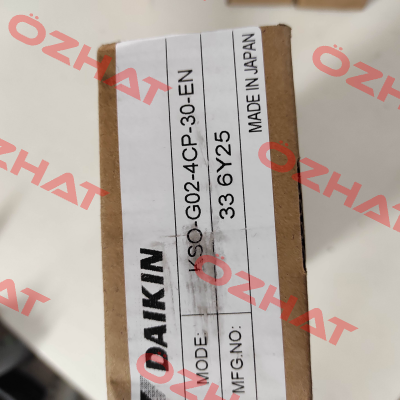 DAIKIN
MODE: KSO-G02-4CP-30-EN
MFG.NO: 33 6Y25
MADE IN JAPAN
ÖZHAT
ÖZHAT
ÖZHAT
ÖZHAT
ÖZHAT
ÖZHAT